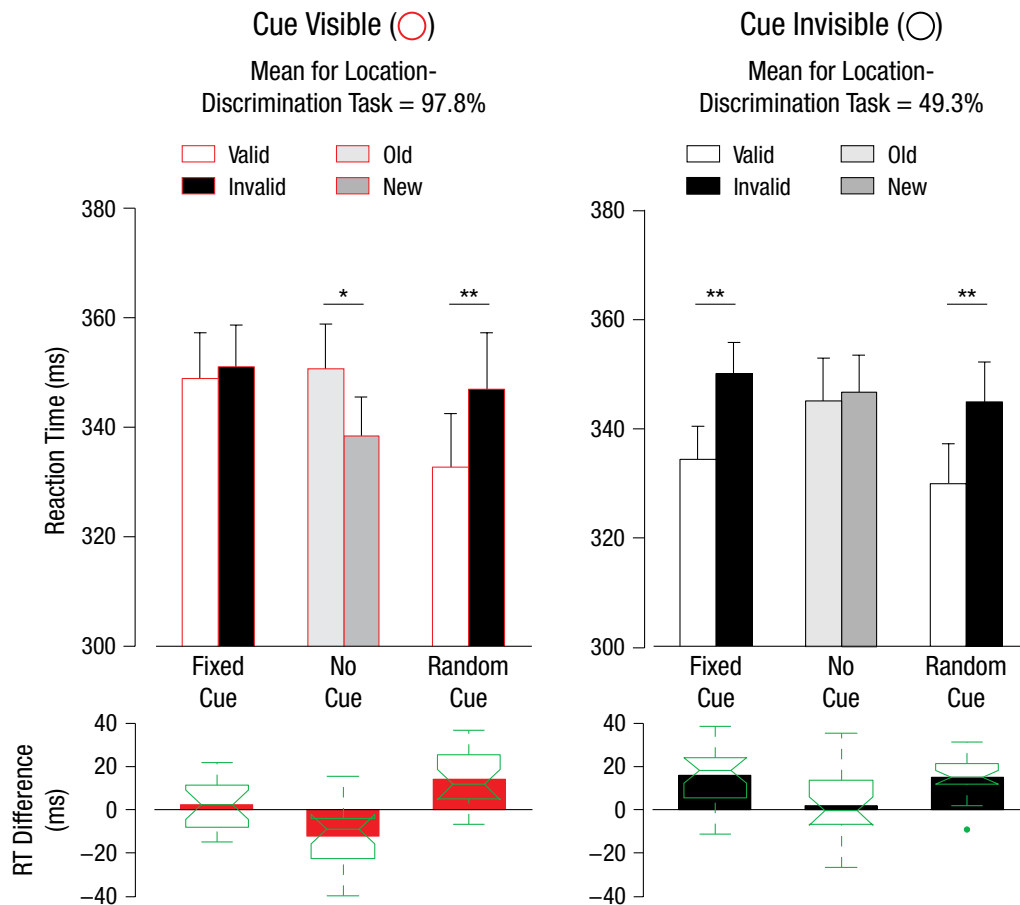 Cue Visible (○)
Mean for Location-
Discrimination Task = 97.8%
Valid
Old
Invalid
New
380
360
340
320
300
Reaction Time (ms)
*
**
Fixed
Cue
No
Cue
Random
Cue
40
20
0
−20
−40
RT Difference
(ms)
Cue Invisible (○)
Mean for Location-
Discrimination Task = 49.3%
Valid
Old
Invalid
New
380
360
340
320
300
**
**
Fixed
Cue
No
Cue
Random
Cue
40
20
0
−20
−40